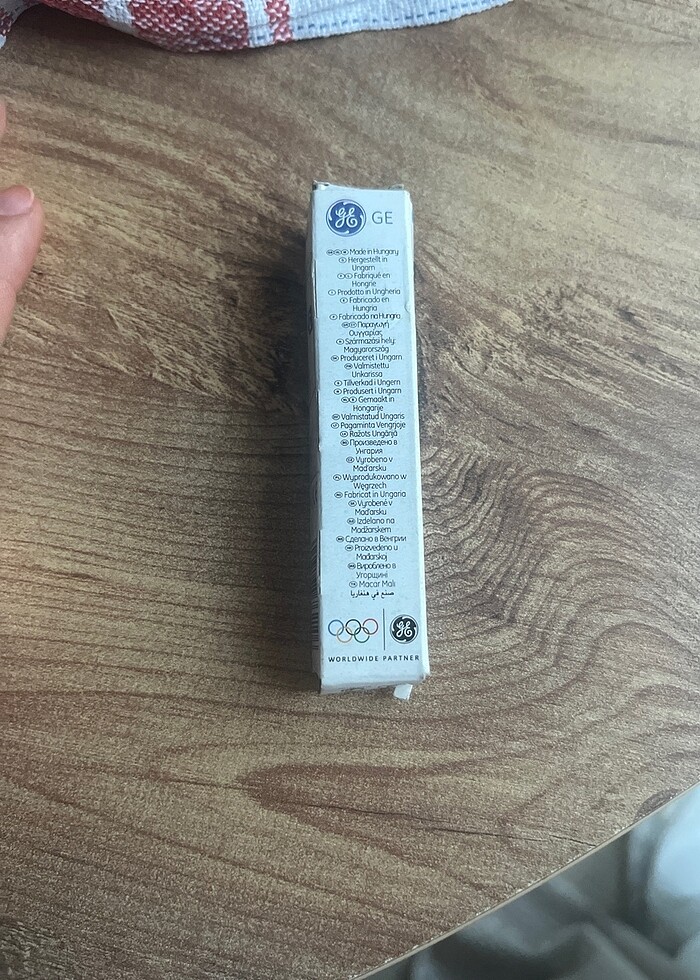 GE GE
Made in Hungary
Hergestellt in
Ungarn
Fabriqué en
Hongrie
Prodotto in Ungheria
Fabricado en
Hungría
Fabricado na Hungria
Παραγωγή
Ουγγαρίας
Származási hely:
Magyarország
Produceret i Ungarn
Valmistettu
Unkarissa
Tillverkad i Ungern
Produsert i Ungarn
Gemaakt in
Hongarije
Valmistatud Ungaris
Pagaminta Vengrijoje
Ražots Ungārijā
Произведено в
Унгария
Vyrobeno v
Maďarsku
Wyprodukowano w
Węgrzech
Fabricat in Ungaria
Vyrobené v
Maďarsku
Izdelano na
Madžarskem
Сделано в Венгрии
Proizvedeno u
Mađarskoj
Вироблено в
Угорщині
Macar Malı
صنع في هنغاريا
GE
WORLDWIDE PARTNER